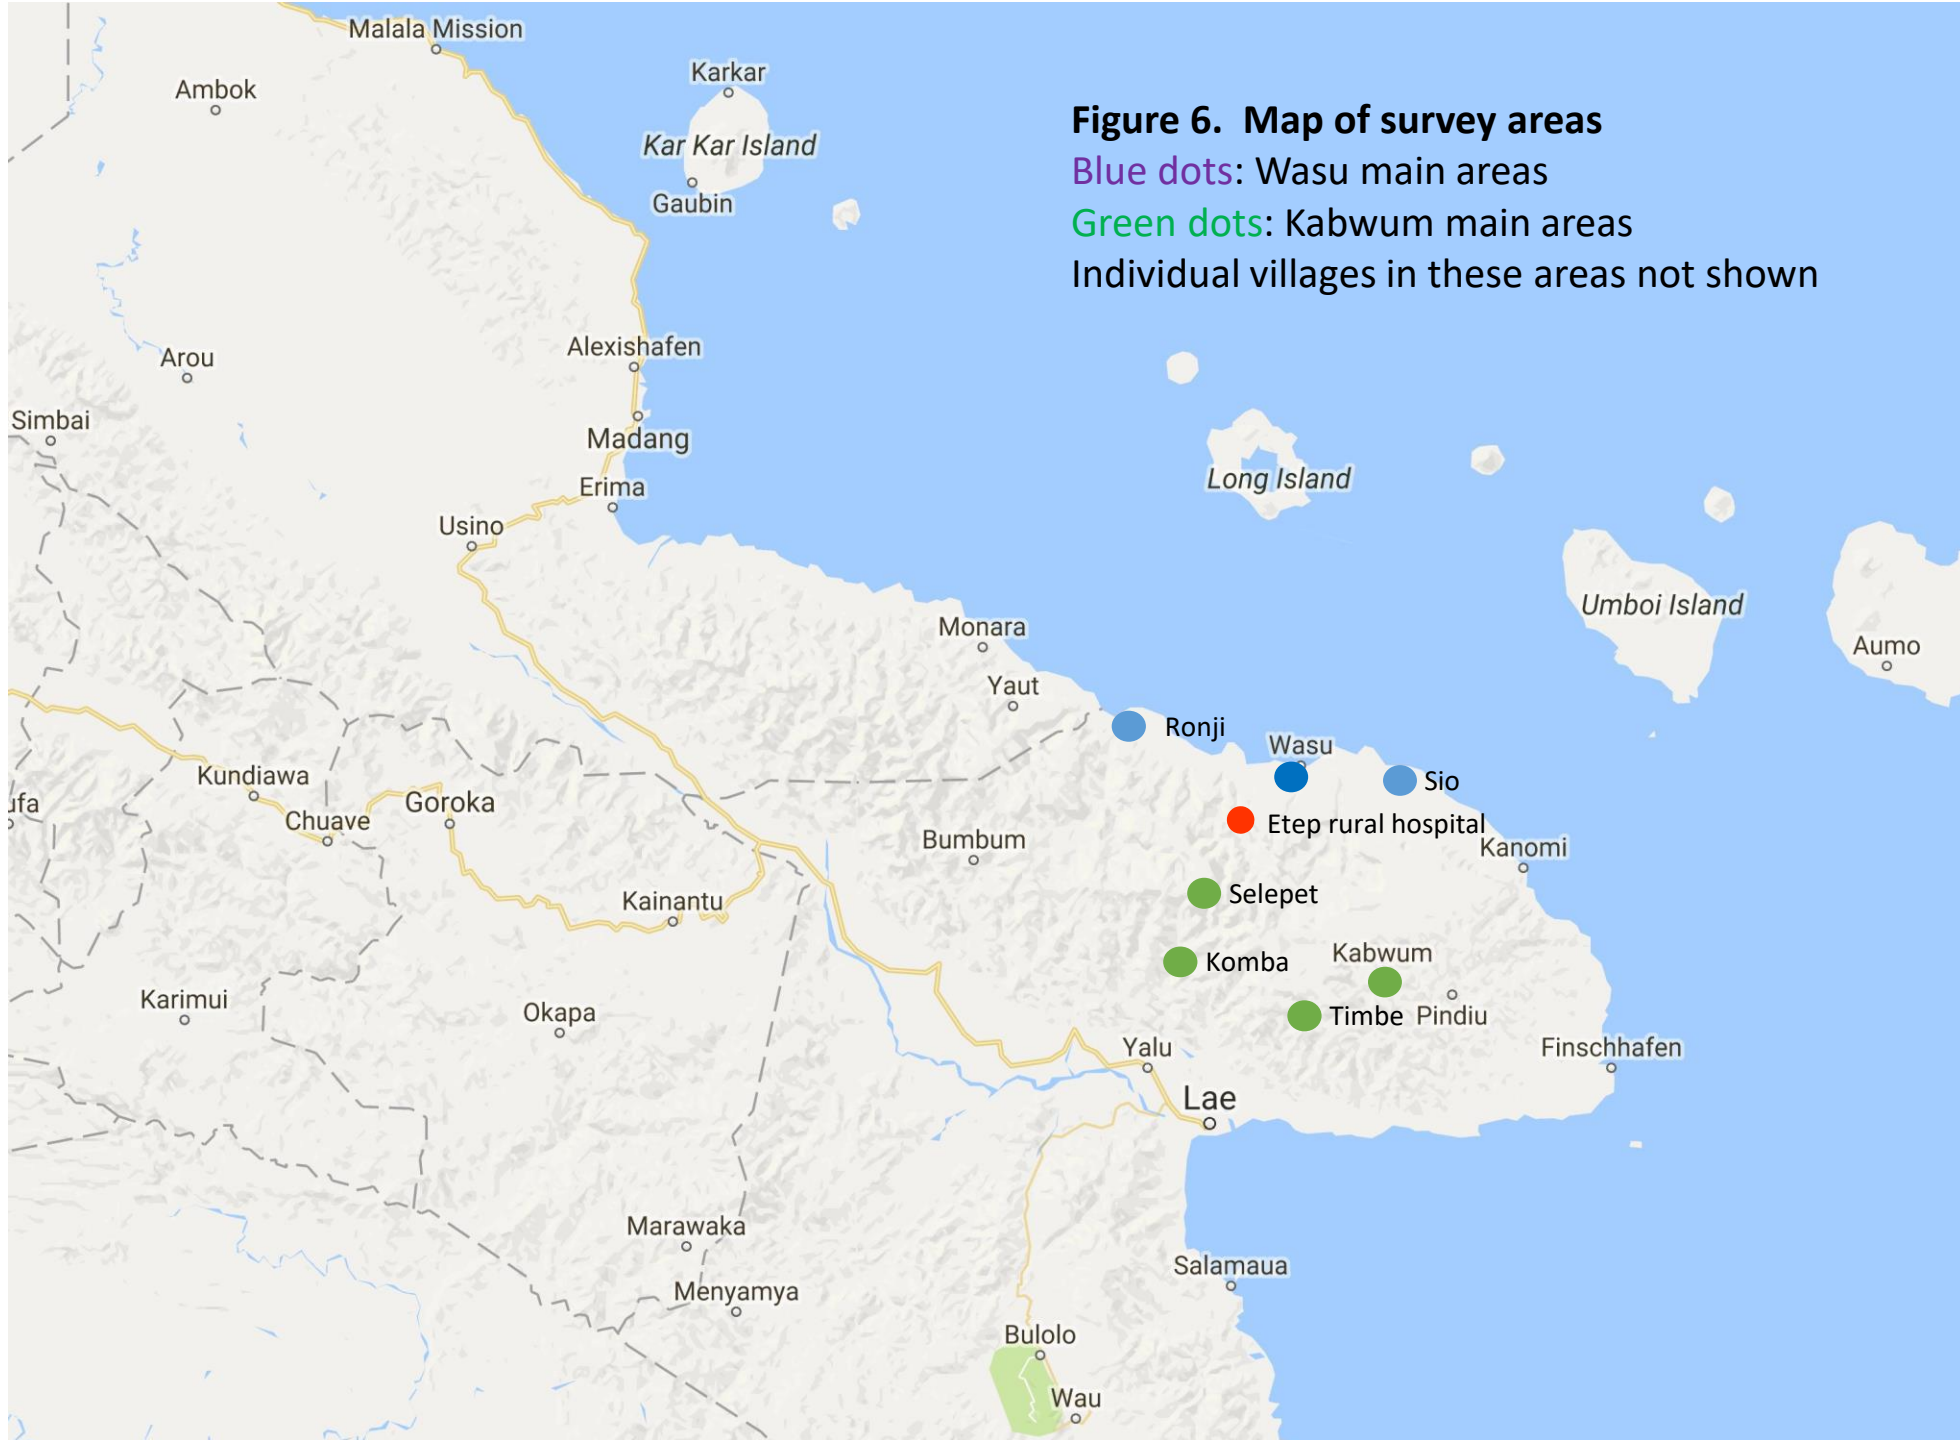 Malala Mission
Karkar
Ambok
Figure 6.  Map of survey areas
Kar Kar Island
Blue dots: Wasu main areas
Gaubin
Green dots: Kabwum main areas
Individual villages in these areas not shown
Alexishafen
Arou
Simbai
Madang
Long Island
Erima
Usino
Umboi Island
Monara
Aumo
Yaut
Ronji
Wasu
Kundiawa
Sio
ufa
Goroka
Chuave
Etep rural hospital
Bumbum
Kanomi
Selepet
Kainantu
Kabwum
Komba
Karimui
Okapa
Timbe
Pindiu
Yalu
Finschhafen
Lae
Marawaka
Salamaua
Menyamya
Bulolo
Wau